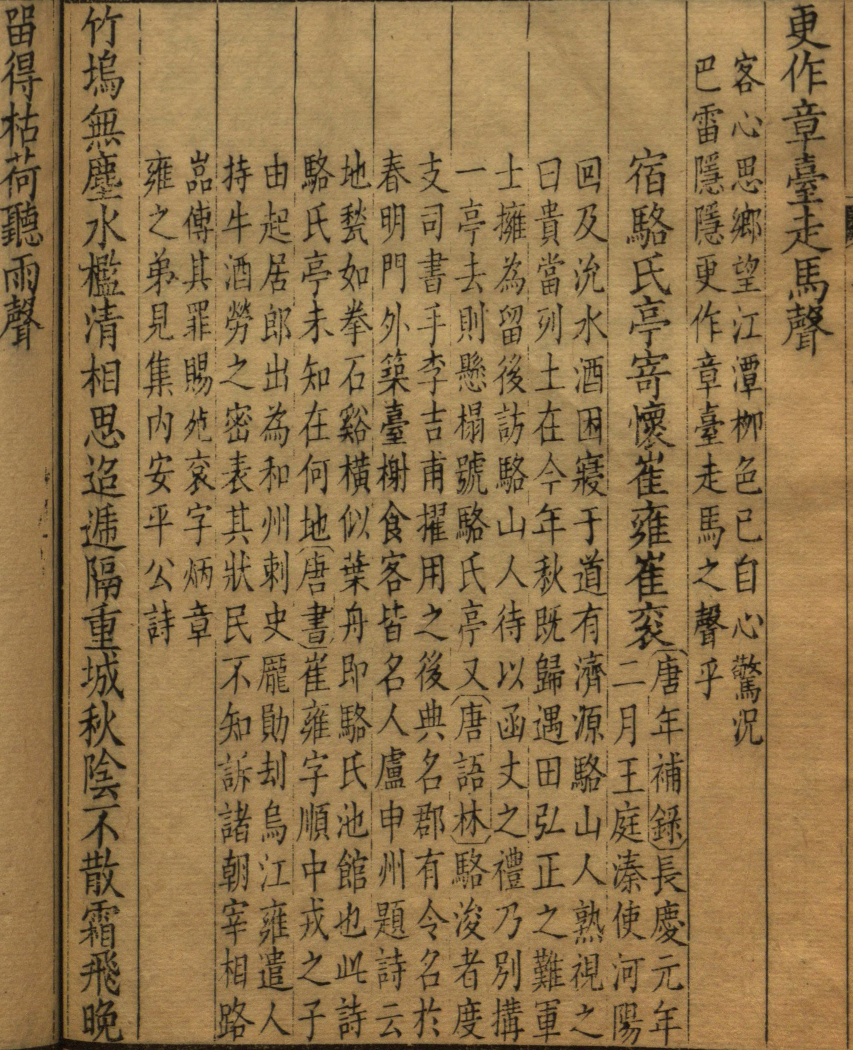 更作章臺走馬聲
客心思鄉望江潭栁色已自心驚况
巴雷隱隱更作章臺走馬之聲乎
宿駱氏亭寄懷崔雍崔衮
〔唐年補錄〕長慶元年
二月王庭湊使河陽
回及沇水酒困寢于道有濟源駱山人熟視之
曰貴當列土在今年秋既歸遇田弘正之難軍
士擁為留後訪駱山人待以函丈之禮乃別搆
一亭去則懸榻號駱氏亭又〔唐語林〕駱浚者度
支司書手李吉甫擢用之後典名郡有令名於
春明門外築臺榭食客皆名人盧申州題詩云
地甃如拳石谿橫似葉舟即駱氏池館也此詩
駱氏亭未知在何地〔唐書〕崔雍字順中戎之子
由起居郎出為和州刺史龎勛刦烏江雍遣人
持牛酒勞之密表其狀民不知訴諸朝宰相路
嵓傳其罪賜死衮字炳章
雍之弟見集内安平公詩
竹塢無塵水檻清相思迢遞隔重城秋陰不散霜飛晚
畱得枯荷聽雨聲